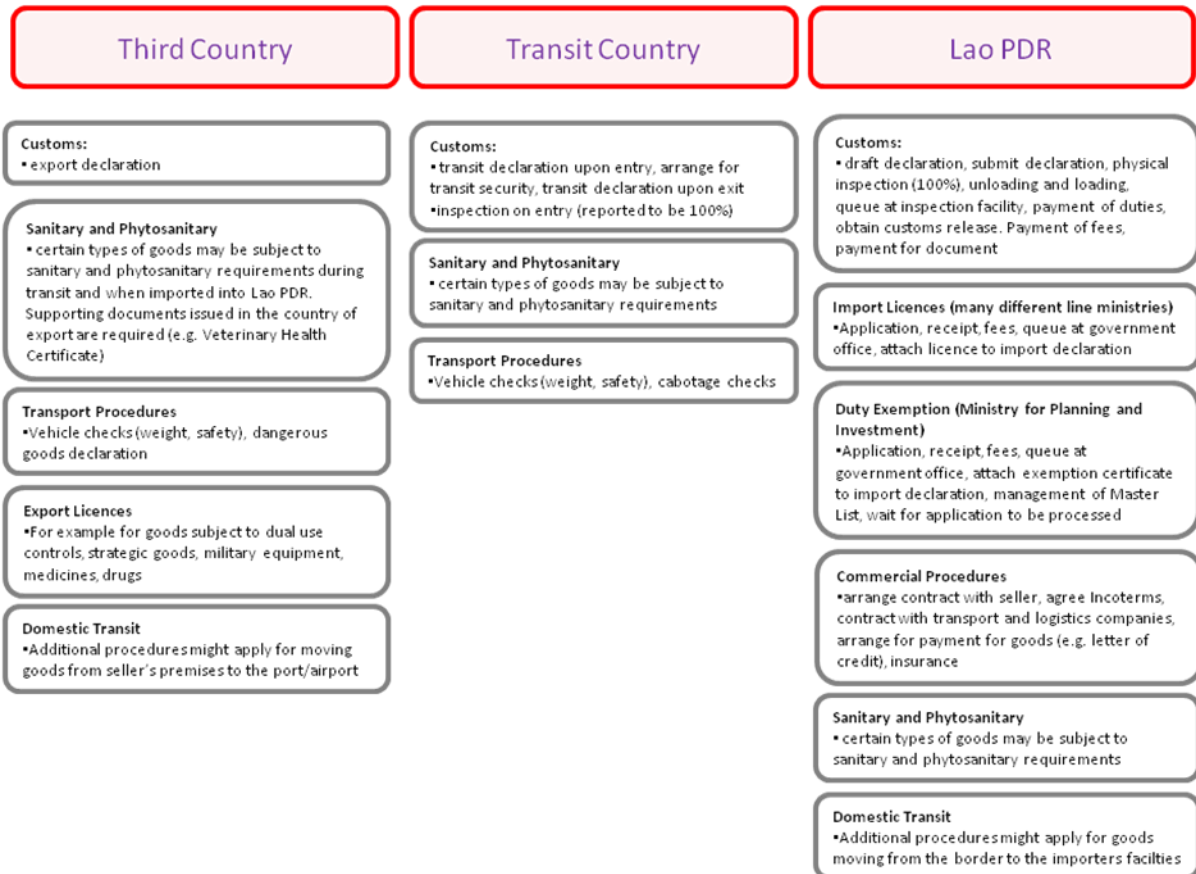 Third Country
Customs:
▪ export declaration
Sanitary and Phytosanitary
▪ certain types of goods may be subject to
sanitary and phytosanitary requirements during
transit and when imported into Lao PDR.
Supporting documents issued in the country of
export are required (e.g. Veterinary Health
Certificate)
Transport Procedures
▪Vehicle checks (weight, safety), dangerous
goods declaration
Export Licences
▪For example for goods subject to dual use
controls, strategic goods, military equipment,
medicines, drugs
Domestic Transit
▪Additional procedures might apply for moving
goods from seller's premises to the port/airport
Transit Country
Customs:
▪ transit declaration upon entry, arrange for
transit security, transit declaration upon exit
▪inspection on entry (reported to be 100%)
Sanitary and Phytosanitary
▪ certain types of goods may be subject to
sanitary and phytosanitary requirements
Transport Procedures
▪Vehicle checks (weight, safety), cabotage checks
Lao PDR
Customs:
▪ draft declaration, submit declaration, physical
inspection (100%), unloading and loading,
queue at inspection facility, payment of duties,
obtain customs release. Payment of fees,
payment for document
Import Licences (many different line ministries)
▪Application, receipt, fees, queue at government
office, attach licence to import declaration
Duty Exemption (Ministry for Planning and
Investment)
▪Application, receipt, fees, queue at
government office, attach exemption certificate
to import declaration, management of Master
List, wait for application to be processed
Commercial Procedures
▪arrange contract with seller, agree Incoterms,
contract with transport and logistics companies,
arrange for payment for goods (e.g. letter of
credit), insurance
Sanitary and Phytosanitary
▪ certain types of goods may be subject to
sanitary and phytosanitary requirements
Domestic Transit
▪Additional procedures might apply for goods
moving from the border to the importers facilties